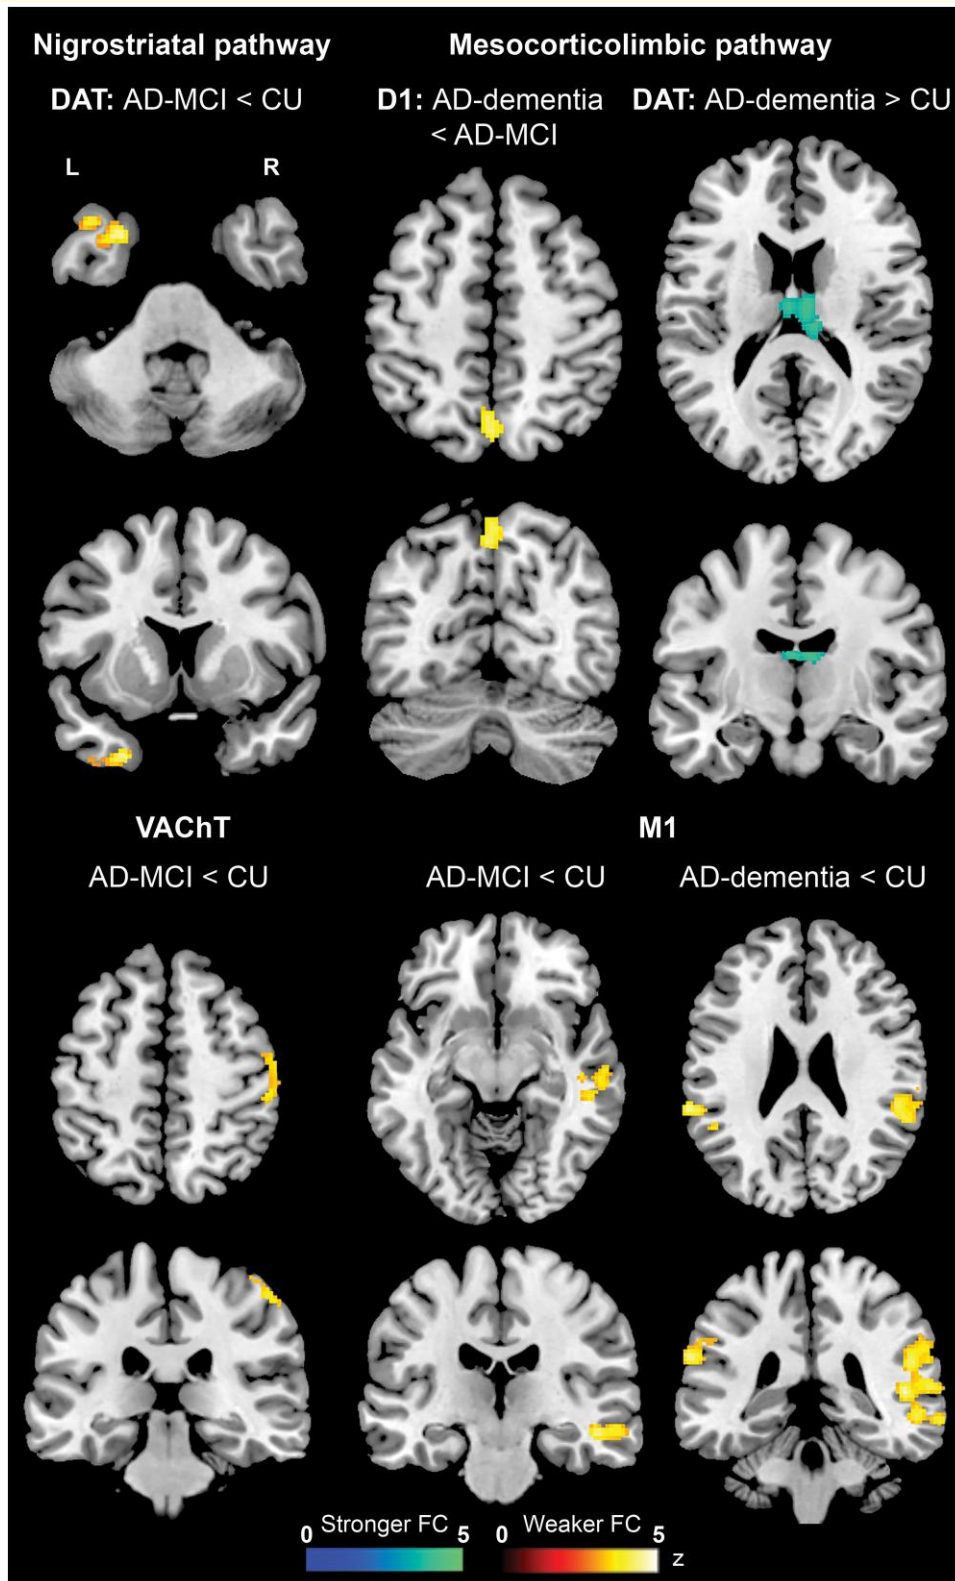 Nigrostriatal pathway
Mesocorticolimbic pathway
DAT: AD-MCI < CU
D1: AD-dementia
< AD-MCI
DAT: AD-dementia > CU
L
R
VAChT
M1
AD-MCI < CU
AD-MCI < CU
AD-dementia < CU
0 Stronger FC 5
0 Weaker FC 5
z